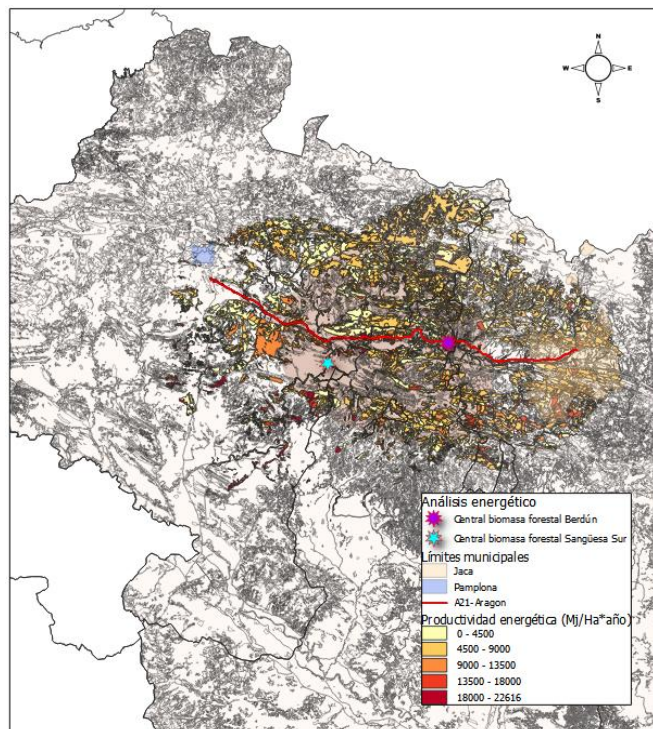 N
W E
S
Análisis energético
Central biomasa forestal Berdún
Central biomasa forestal Sangüesa Sur
Límites municipales
Jaca
Pamplona
A21-Aragon
Productividad energética (Mj/Ha*año)
0 - 4500
4500 - 9000
9000 - 13500
13500 - 18000
18000 - 22616